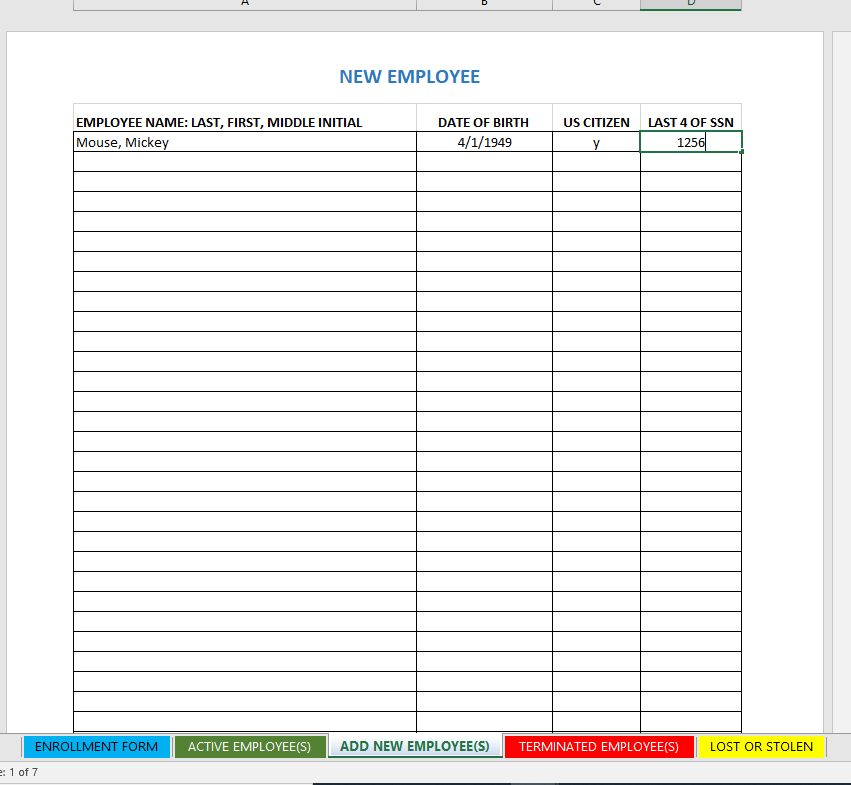 A B C D
NEW EMPLOYEE
EMPLOYEE NAME: LAST, FIRST, MIDDLE INITIAL DATE OF BIRTH US CITIZEN LAST 4 OF SSN
Mouse, Mickey 4/1/1949 y 1256
ENROLLMENT FORM ACTIVE EMPLOYEE(S) ADD NEW EMPLOYEE(S) TERMINATED EMPLOYEE(S) LOST OR STOLEN
e: 1 of 7